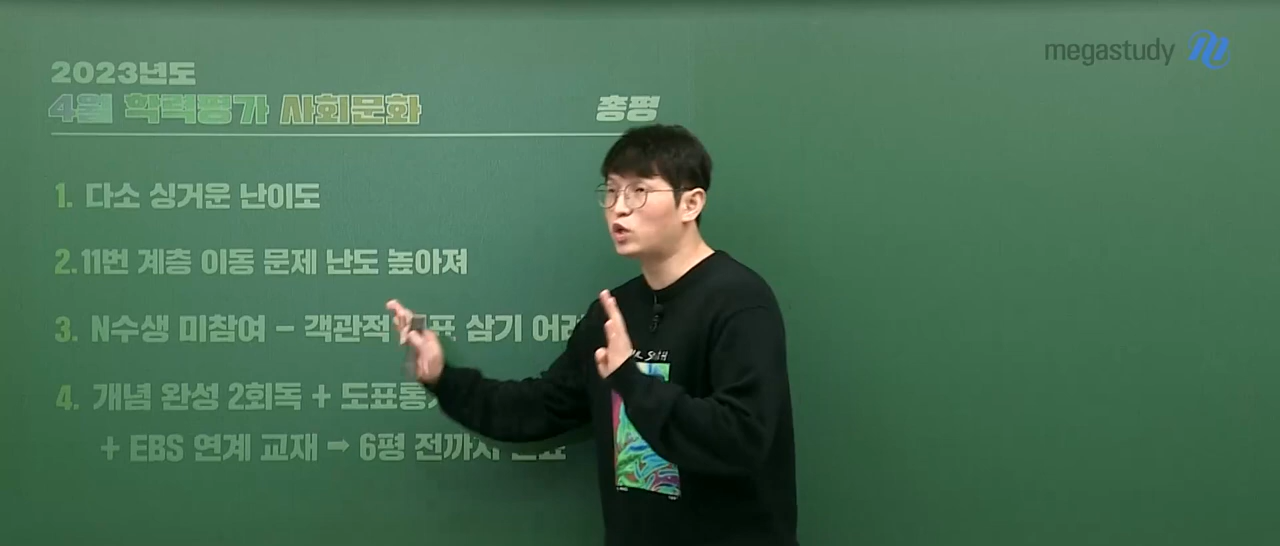 megastudy
2023년도
4월 학력평가 사회문화 총평
1. 다소 싱거운 난이도
2. 11번 계층 이동 문제 난도 높아져
3. N수생 미참여 - 객관적 삼기
4. 개념 완성 2회독 +
+ EBS 연계 교재 ➡ 6평 전까지